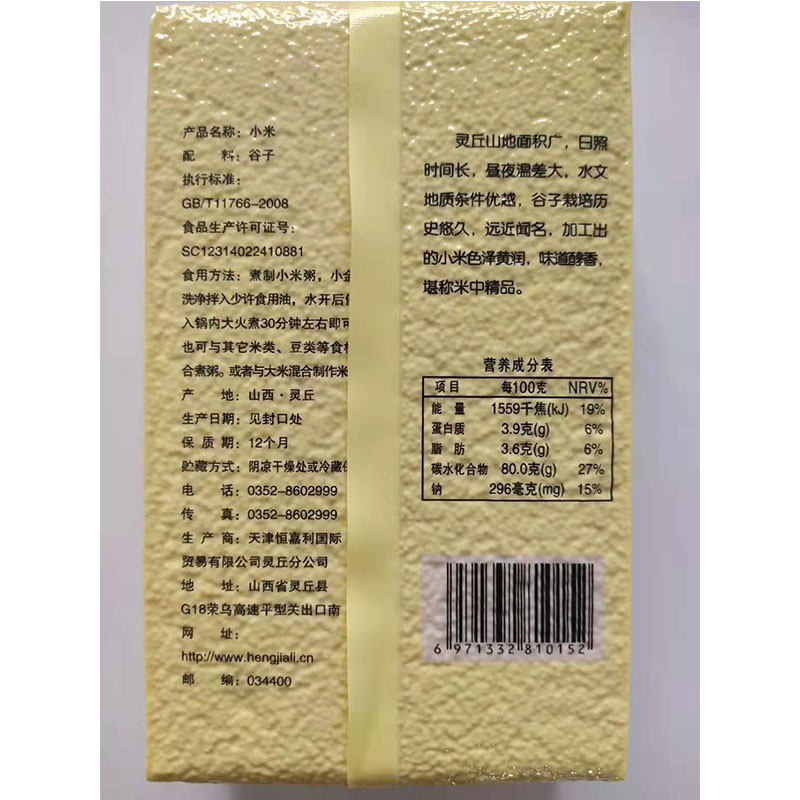 产品名称：小米
配 料：谷子
执行标准：
GB/T11766-2008
食品生产许可证号：
SC12314022410881
食用方法：煮制小米粥，小金
洗净拌入少许食用油，水开后
入锅内大火煮30分钟左右即可
也可与其它米类、豆类等食
合煮粥。或者与大米混合制作米
产 地：山西·灵丘
生产日期：见封口处
保 质 期：12个月
贮藏方式：阴凉干燥处或冷藏
电 话：0352-8602999
传 真：0352-8602999
生 产 商：天津恒嘉利国际
贸易有限公司灵丘分公司
地 址：山西省灵丘县
G18荣乌高速平型关出口南
网 址：
http://www.hengjiali.cn
邮 编：034400
灵丘山地面积广，日照
时间长，昼夜温差大，水文
地质条件优越，谷子栽培历
史悠久，远近闻名，加工出
的小米色泽黄润，味道醇香，
堪称米中精品。
营养成分表
项目 每100克 NRV%
能 量 1559千焦(kJ) 19%
蛋白质 3.9克(g) 6%
脂 肪 3.6克(g) 6%
碳水化合物 80.0克(g) 27%
钠 296毫克(mg) 15%
6 971332 810152